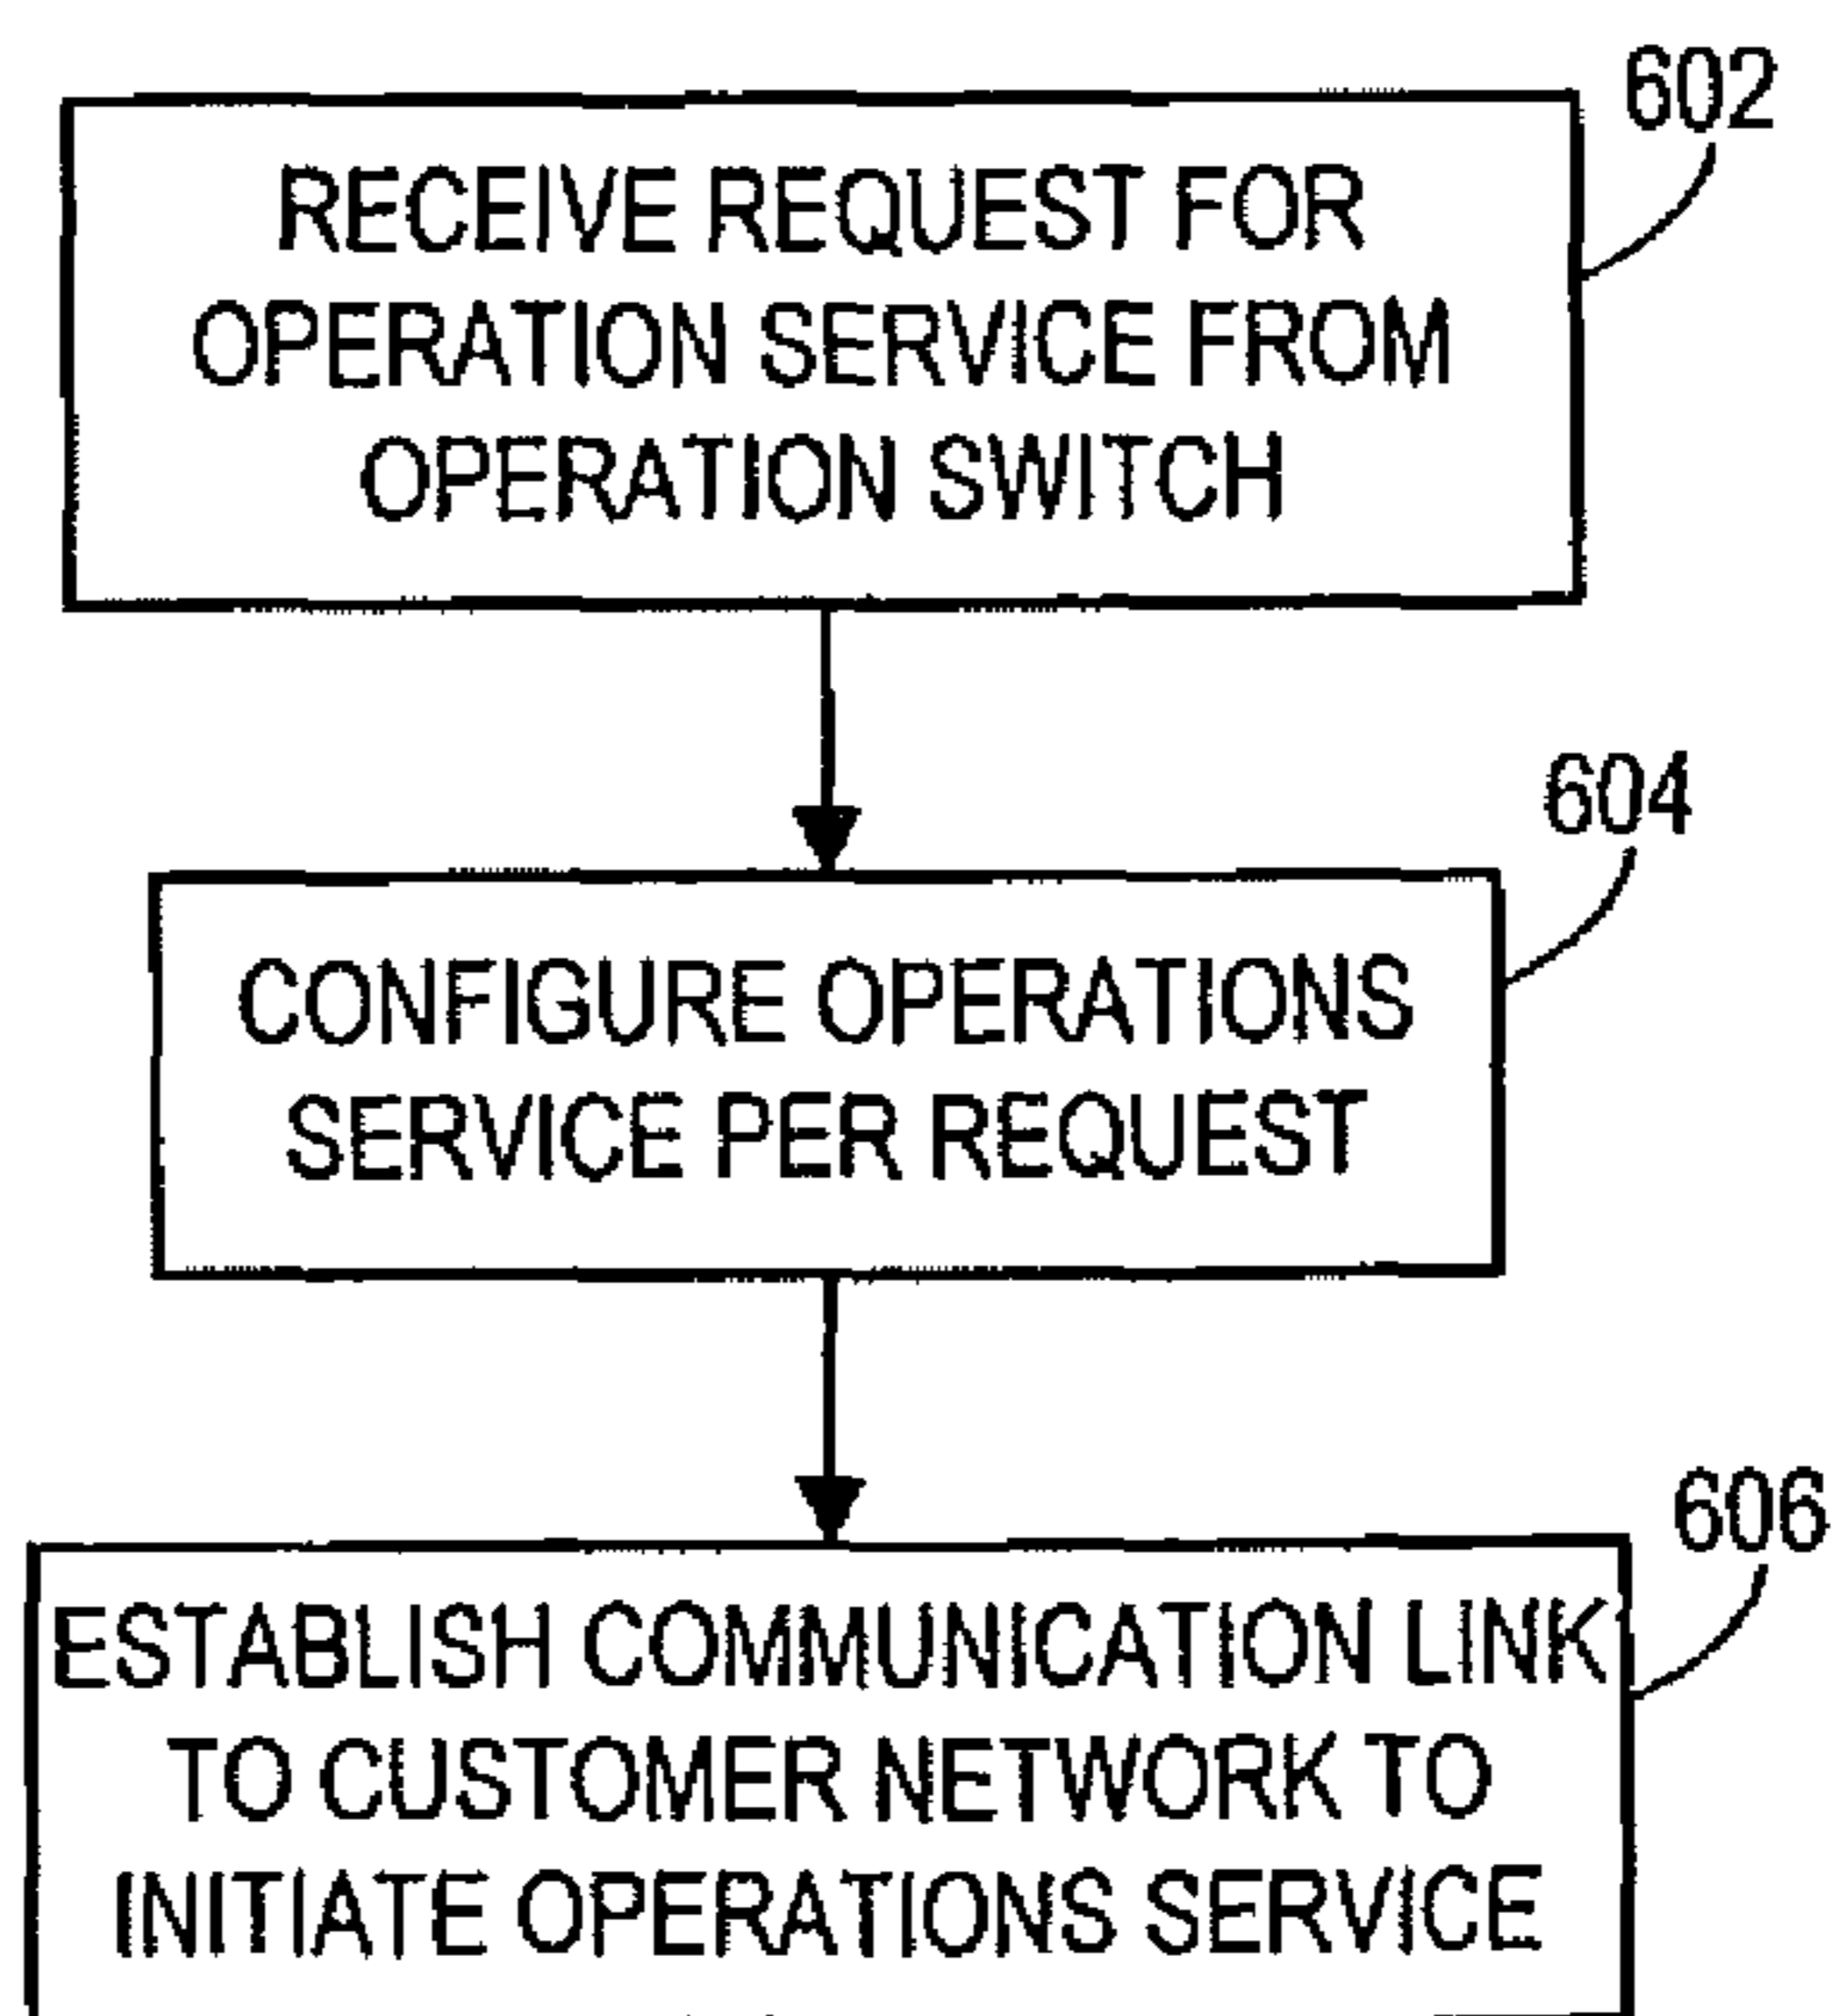 602
RECEIVE REQUEST FOR
OPERATION SERVICE FROM
OPERATION SWITCH
604
CONFIGURE OPERATIONS
SERVICE PER REQUEST
606
ESTABLISH COMMUNICATION LINK
TO CUSTOMER NETWORK TO
INITIATE OPERATIONS SERVICE